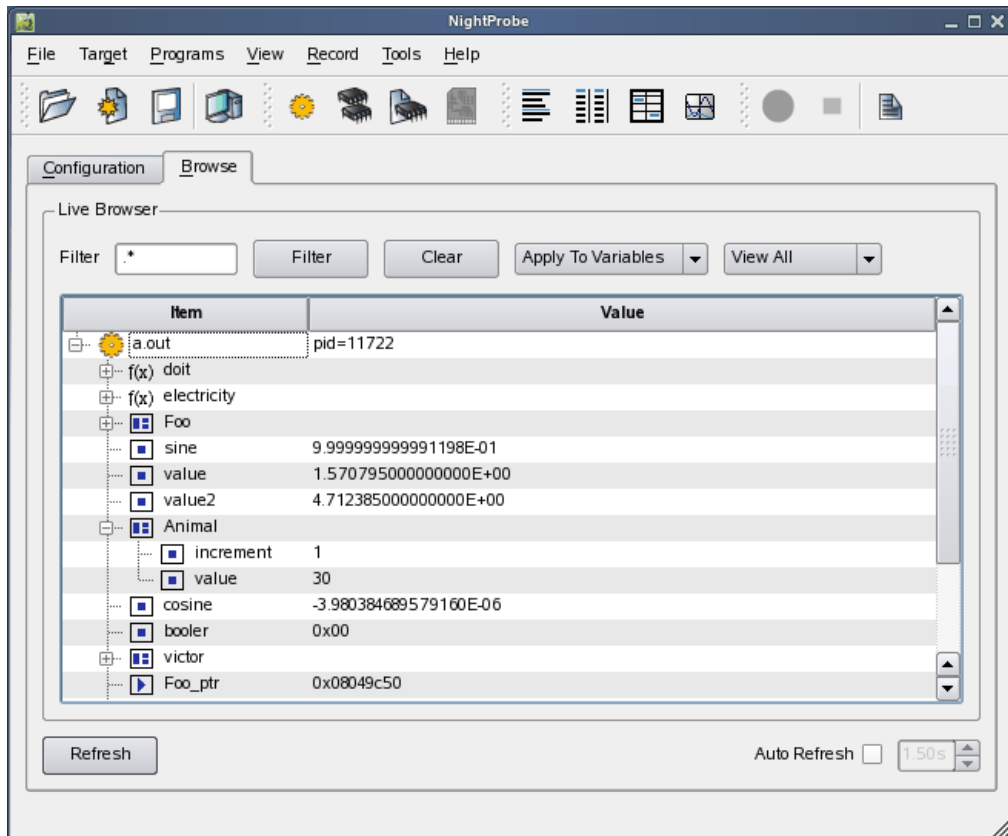 NightProbe
File Target Programs View Record Tools Help
Configuration Browse
Live Browser
Filter .* Filter Clear Apply To Variables View All
Item Value
a.out pid=11722
f(x) doit
f(x) electricity
Foo
sine 9.999999999991198E-01
value 1.570795000000000E+00
value2 4.712385000000000E+00
Animal
increment 1
value 30
cosine -3.980384689579160E-06
booler 0x00
victor
Foo_ptr 0x08049c50
Refresh Auto Refresh 1.50s